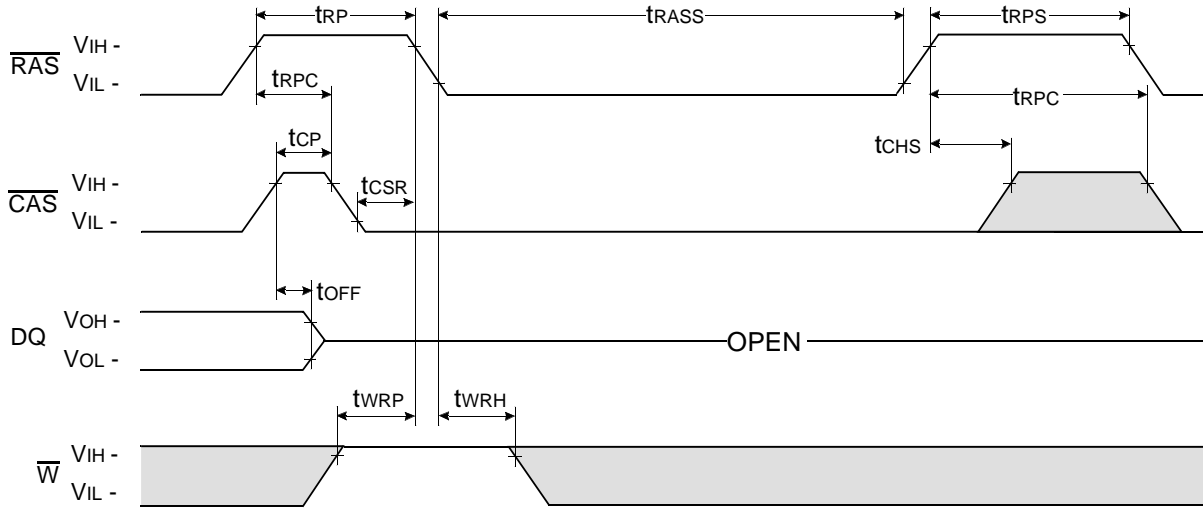 tRP
tRASS
tRPS
RAS
VIH -
VIL -
tRPC
tRPC
tCP
tCHS
CAS
VIH -
VIL -
tCSR
tOFF
DQ
VOH -
VOL -
OPEN
tWRP
tWRH
W
VIH -
VIL -